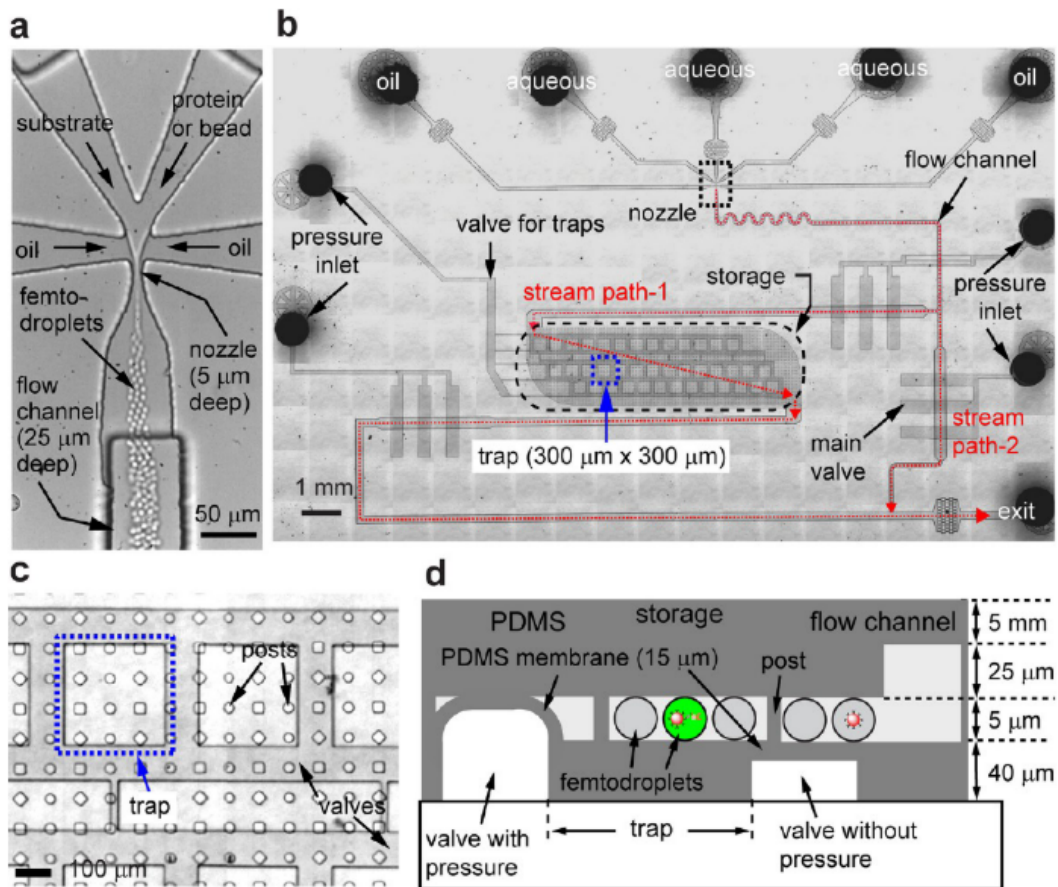 a
substrate
protein
or bead
oil
oil
femto-
droplets
nozzle
(5 μm
deep)
flow
channel
(25 μm
deep)
50 μm
b
oil
aqueous
aqueous
aqueous
oil
flow channel
nozzle
valve for traps
pressure
inlet
storage
stream path-1
pressure
inlet
trap (300 μm x 300 μm)
main
valve
stream
path-2
1 mm
exit
c
posts
trap
valves
100 μm
d
PDMS
storage
flow channel
5 mm
PDMS membrane (15 μm)
post
25 μm
5 μm
femtodroplets
40 μm
valve with
pressure
trap
valve without
pressure